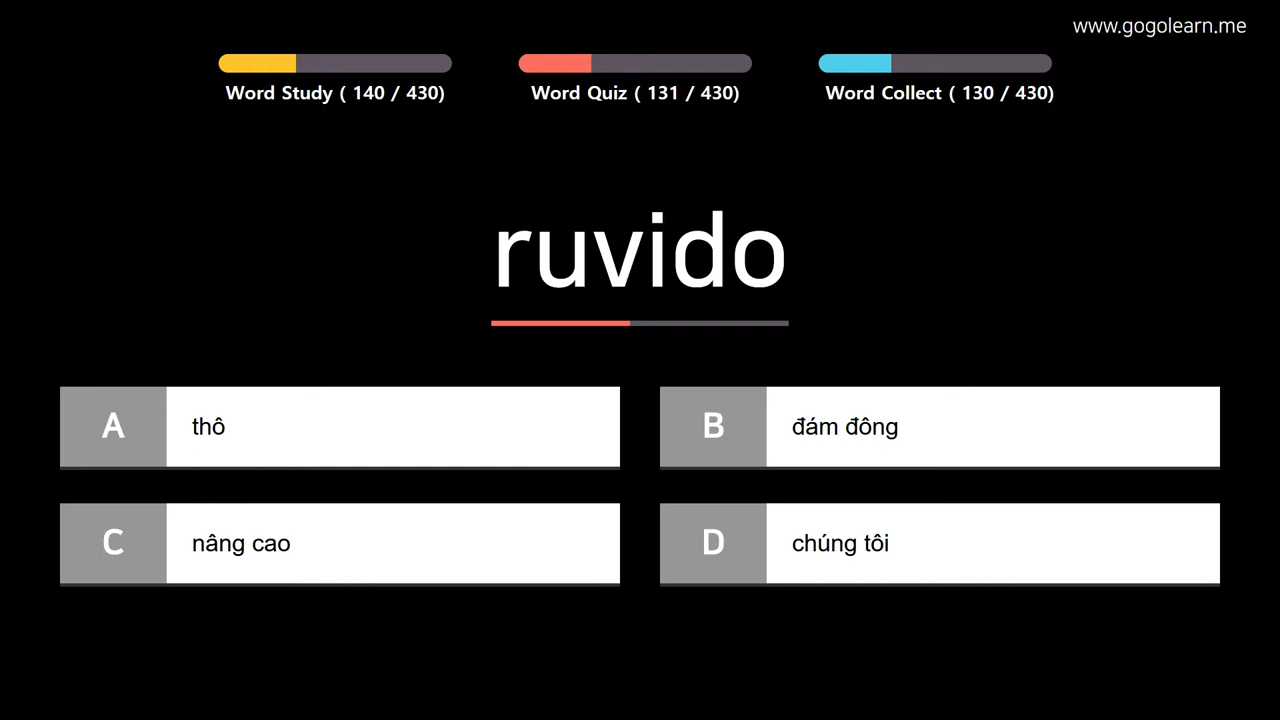 www.gogolearn.me
Word Study ( 140 / 430)
Word Quiz ( 131 / 430)
Word Collect ( 130 / 430)
ruvido
A thô
B đám đông
C nâng cao
D chúng tôi